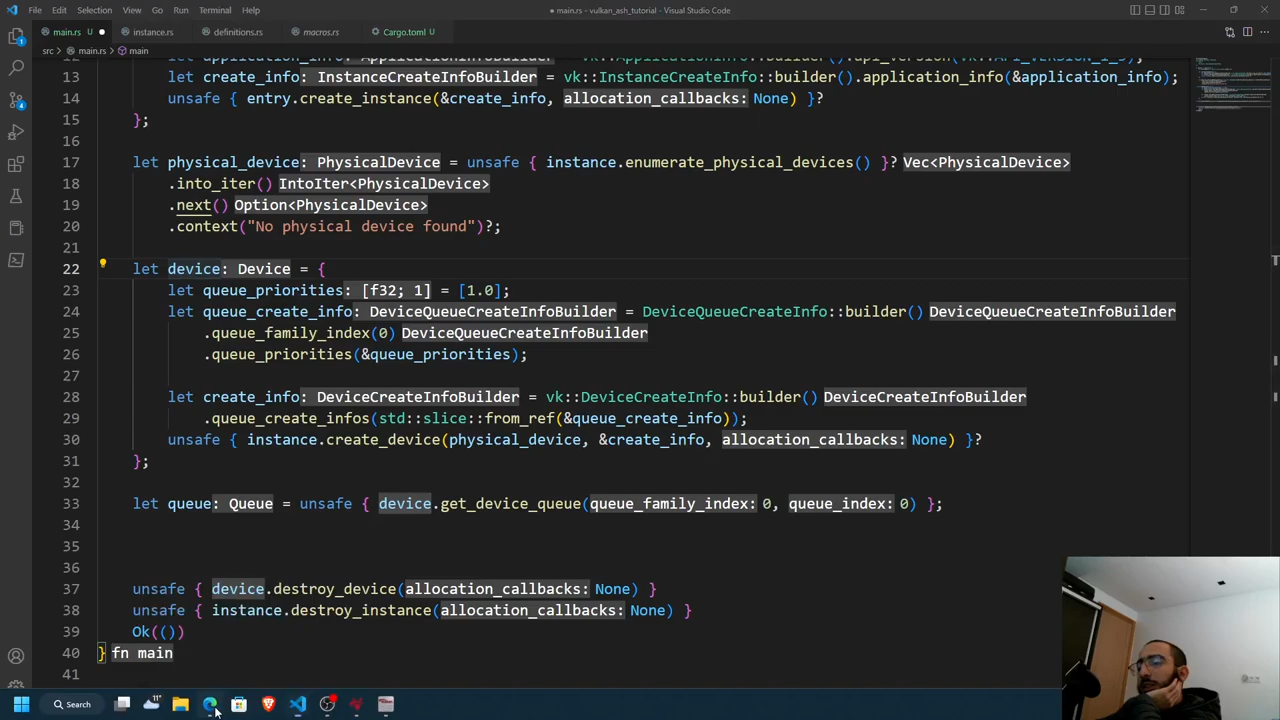 File Edit Selection View Go Run Terminal Help
● main.rs - vulkan_ash_tutorial - Visual Studio Code
main.rs U ● instance.rs definitions.rs macros.rs Cargo.toml U
src > main.rs > main
13 let create_info: InstanceCreateInfoBuilder = vk::InstanceCreateInfo::builder().application_info(&application_info);
14 unsafe { entry.create_instance(&create_info, allocation_callbacks: None) }?
15 };
16
17 let physical_device: PhysicalDevice = unsafe { instance.enumerate_physical_devices() }? Vec<PhysicalDevice>
18 .into_iter() IntoIter<PhysicalDevice>
19 .next() Option<PhysicalDevice>
20 .context("No physical device found")?;
21
22 let device: Device = {
23 let queue_priorities: [f32; 1] = [1.0];
24 let queue_create_info: DeviceQueueCreateInfoBuilder = DeviceQueueCreateInfo::builder() DeviceQueueCreateInfoBuilder
25 .queue_family_index(0) DeviceQueueCreateInfoBuilder
26 .queue_priorities(&queue_priorities);
27
28 let create_info: DeviceCreateInfoBuilder = vk::DeviceCreateInfo::builder() DeviceCreateInfoBuilder
29 .queue_create_infos(std::slice::from_ref(&queue_create_info));
30 unsafe { instance.create_device(physical_device, &create_info, allocation_callbacks: None) }?
31 };
32
33 let queue: Queue = unsafe { device.get_device_queue(queue_family_index: 0, queue_index: 0) };
34
35
36
37 unsafe { device.destroy_device(allocation_callbacks: None) }
38 unsafe { instance.destroy_instance(allocation_callbacks: None) }
39 Ok(())
40 } fn main
41
Search
11°